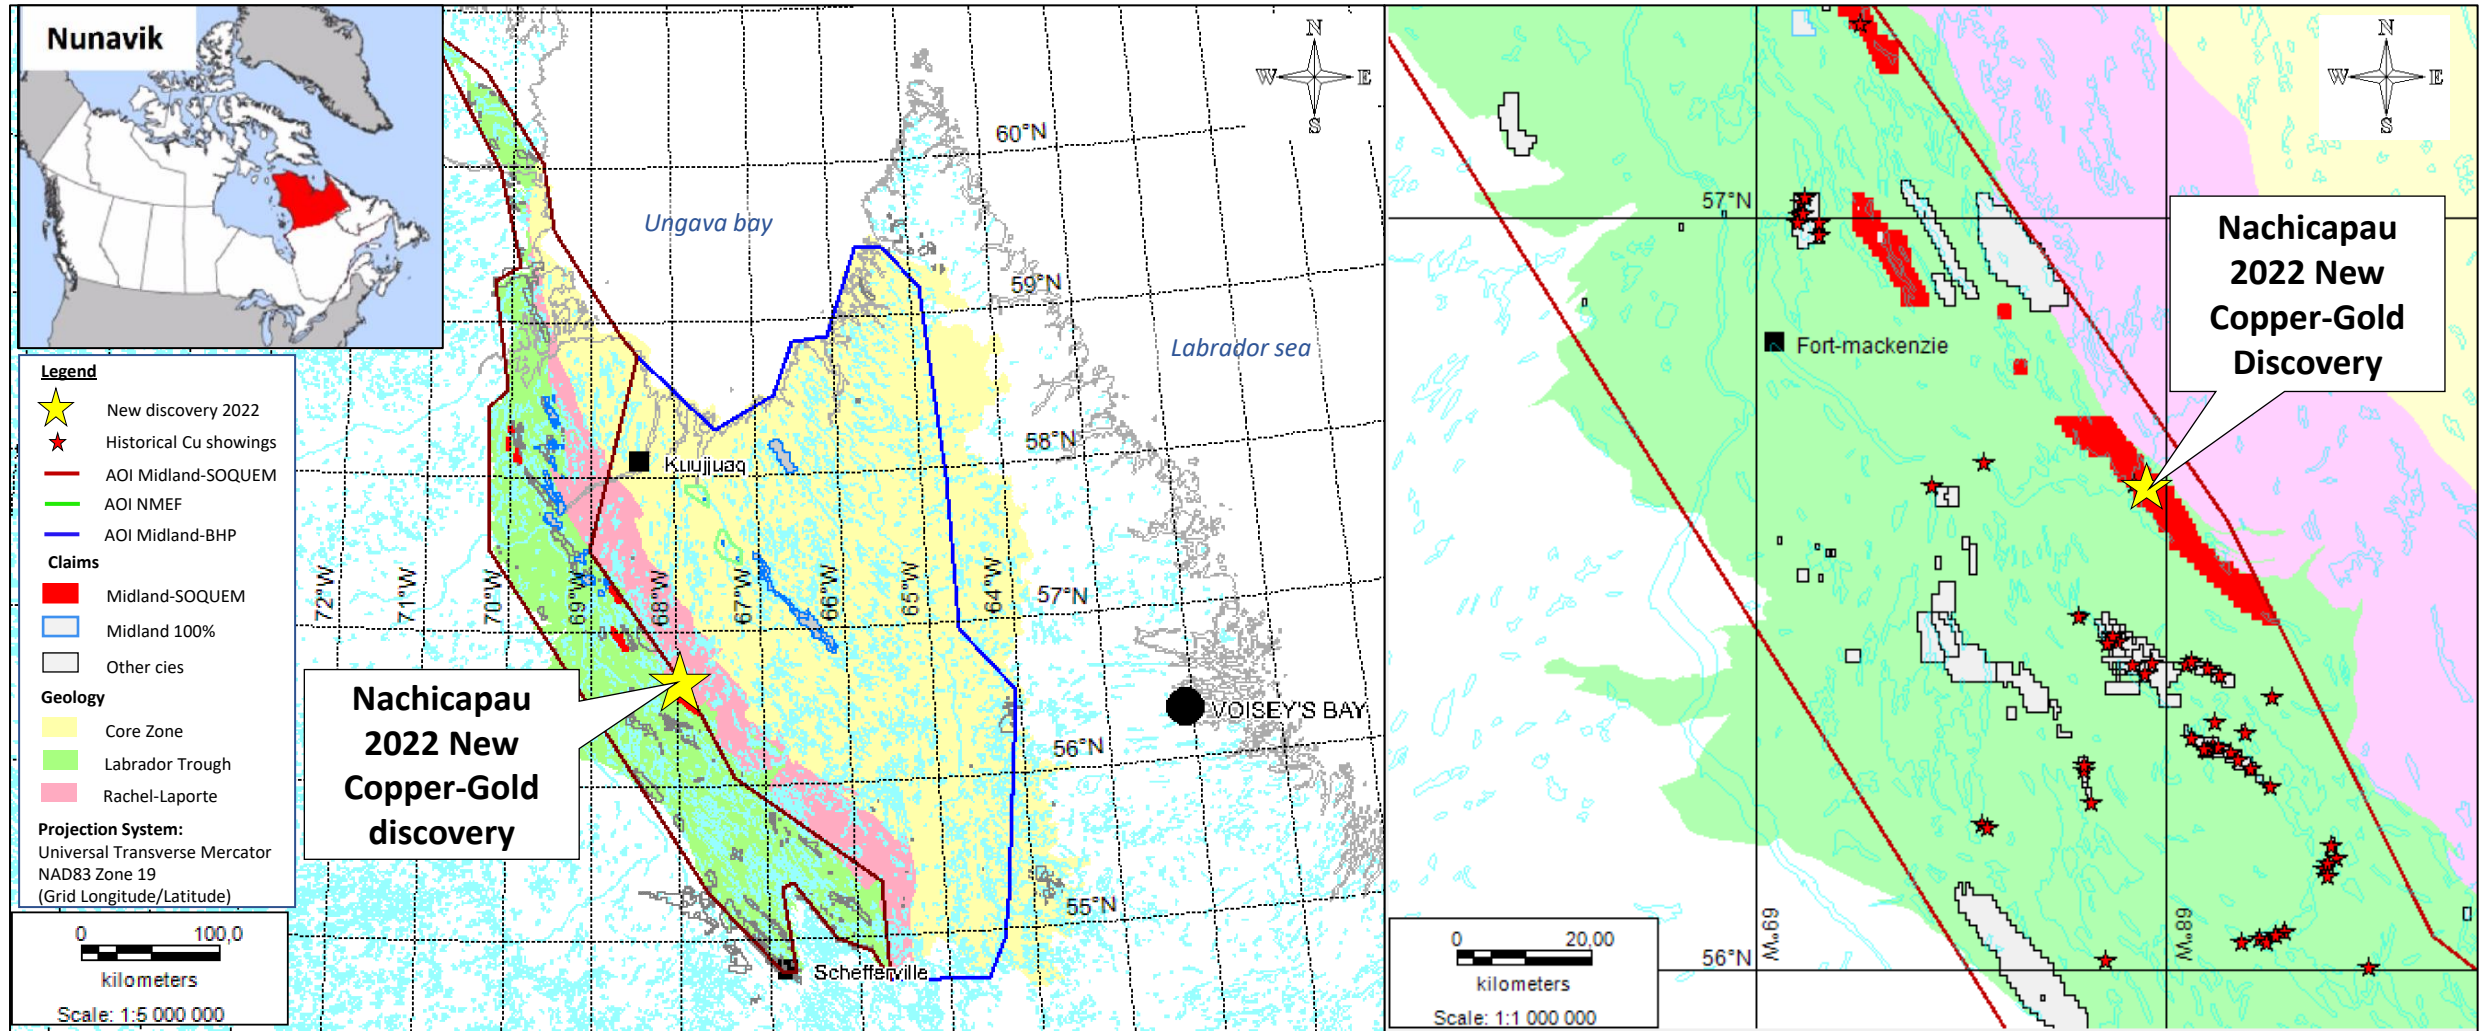 Nunavik
N
W
E
S
60°N
59°N
58°N
57°N
56°N
55°N
Ungava bay
Labrador sea
Kuujjuaq
72°W
71°W
70°W
69°W
68°W
67°W
66°W
65°W
64°W
VOISEY'S BAY
Schefferville
Nachicapau
2022 New
Copper-Gold
discovery
Legend
New discovery 2022
Historical Cu showings
AOI Midland-SOQUEM
AOI NMEF
AOI Midland-BHP
Claims
Midland-SOQUEM
Midland 100%
Other cies
Geology
Core Zone
Labrador Trough
Rachel-Laporte
Projection System:
Universal Transverse Mercator
NAD83 Zone 19
(Grid Longitude/Latitude)
0 100,0
kilometers
Scale: 1:5 000 000
N
W
E
S
57°N
Fort-mackenzie
Nachicapau
2022 New
Copper-Gold
Discovery
69°W
68°W
56°N
0 20,00
kilometers
Scale: 1:1 000 000